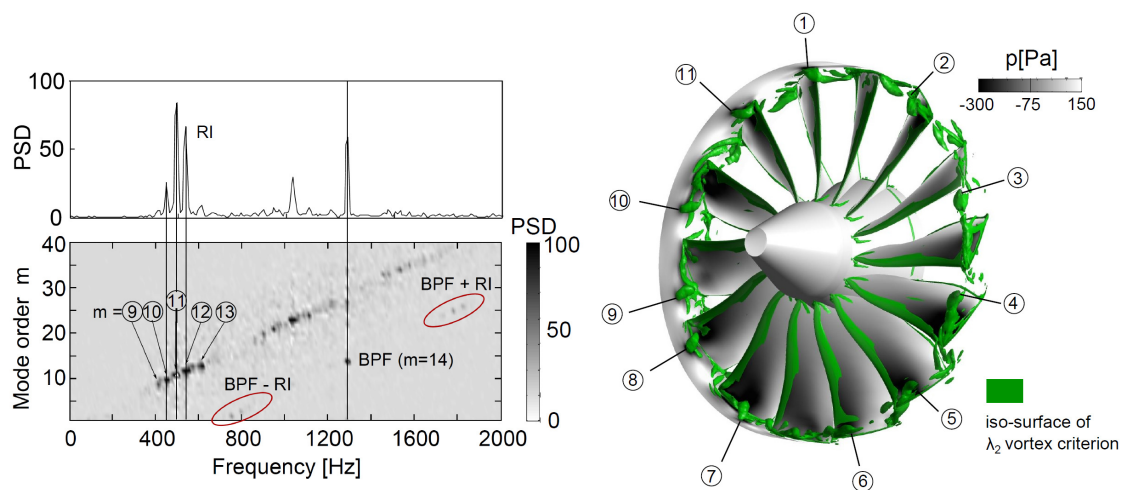 100
PSD
50
0
RI
PSD
40
30
20
10
Mode order m
m = 9 10 11 12 13
BPF + RI
BPF (m=14)
BPF - RI
100
50
0
0 400 800 1200 1600 2000
Frequency [Hz]
p[Pa]
-300 -75 150
1
2
3
4
5
6
7
8
9
10
11
iso-surface of
λ2 vortex criterion